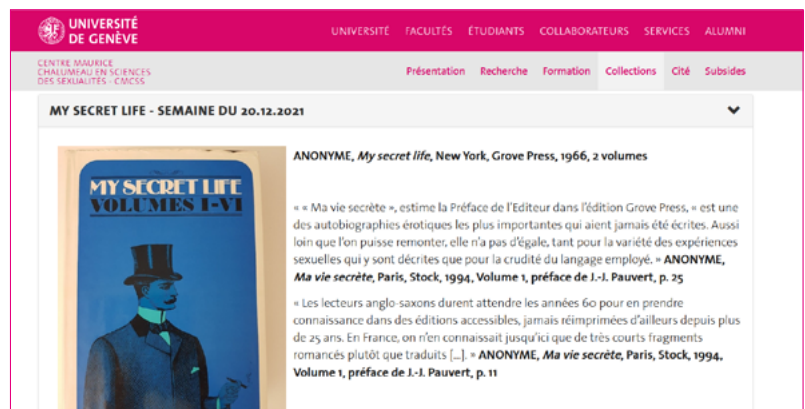 UNIVERSITÉ
DE GENÈVE
UNIVERSITÉ FACULTÉS ÉTUDIANTS COLLABORATEURS SERVICES ALUMNI
CENTRE MAURICE
CHALUMEAU EN SCIENCES
DES SEXUALITÉS - CMCSS
Présentation Recherche Formation Collections Cité Subsides
MY SECRET LIFE - SEMAINE DU 20.12.2021
MY SECRET LIFE
VOLUMES I-VI
ANONYME, My secret life, New York, Grove Press, 1966, 2 volumes
« « Ma vie secrète », estime la Préface de l'Editeur dans l'édition Grove Press, « est une
des autobiographies érotiques les plus importantes qui aient jamais été écrites. Aussi
loin que l'on puisse remonter, elle n'a pas d'égale, tant pour la variété des expériences
sexuelles qui y sont décrites que pour la crudité du langage employé. » ANONYME,
Ma vie secrète, Paris, Stock, 1994, Volume 1, préface de J.-J. Pauvert, p. 25
« Les lecteurs anglo-saxons durent attendre les années 60 pour en prendre
connaissance dans des éditions accessibles, jamais réimprimées d'ailleurs depuis plus
de 25 ans. En France, on n'en connaissait jusqu'ici que de très courts fragments
romancés plutôt que traduits [...]. » ANONYME, Ma vie secrète, Paris, Stock, 1994,
Volume 1, préface de J.-J. Pauvert, p. 11